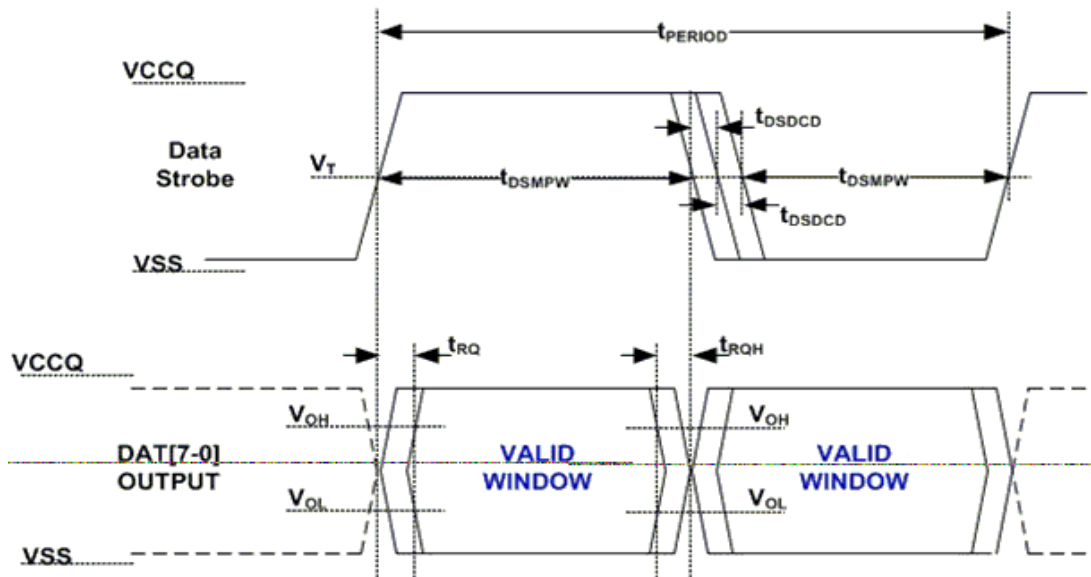 tPERIOD
VCCQ
tDSDCD
Data
Strobe
VT
tDSMPW
tDSMPW
tDSDCD
VSS
tRQ
tRQH
VCCQ
VOH
VOH
DAT[7-0]
OUTPUT
VALID
WINDOW
VALID
WINDOW
VOL
VOL
VSS